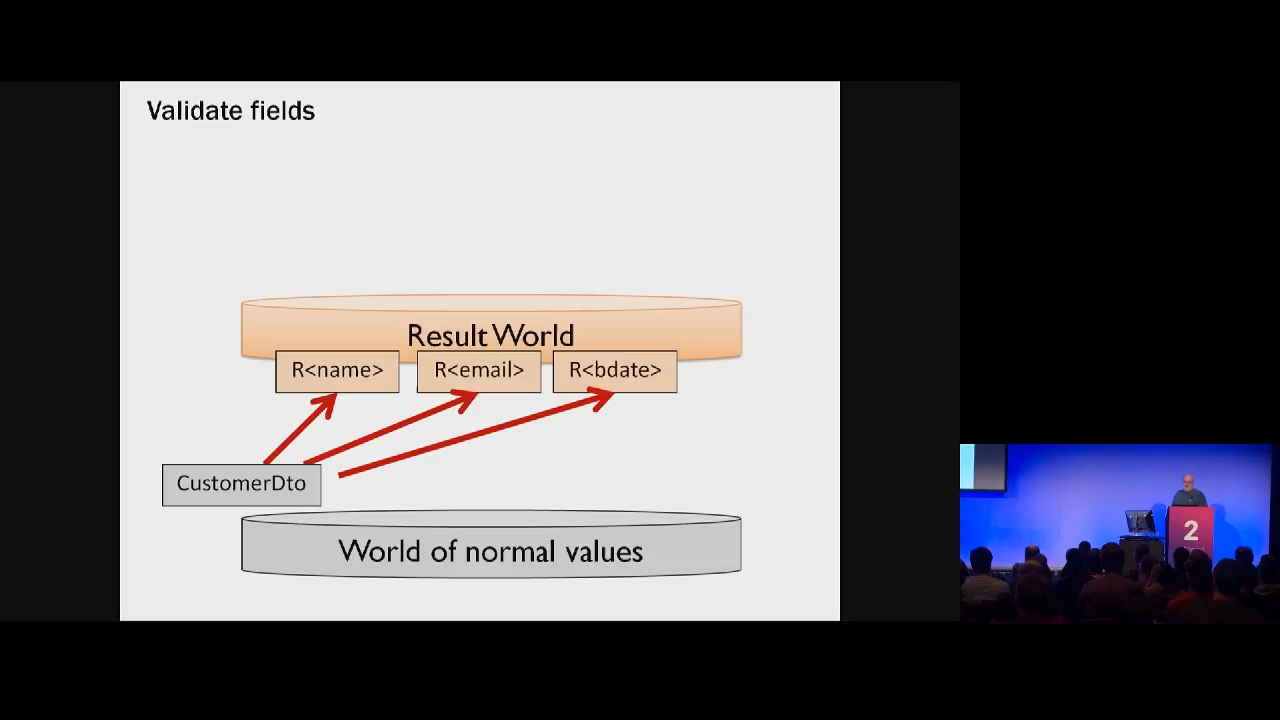 Validate fields
Result World
R<name>
R<email>
R<bdate>
CustomerDto
World of normal values
2